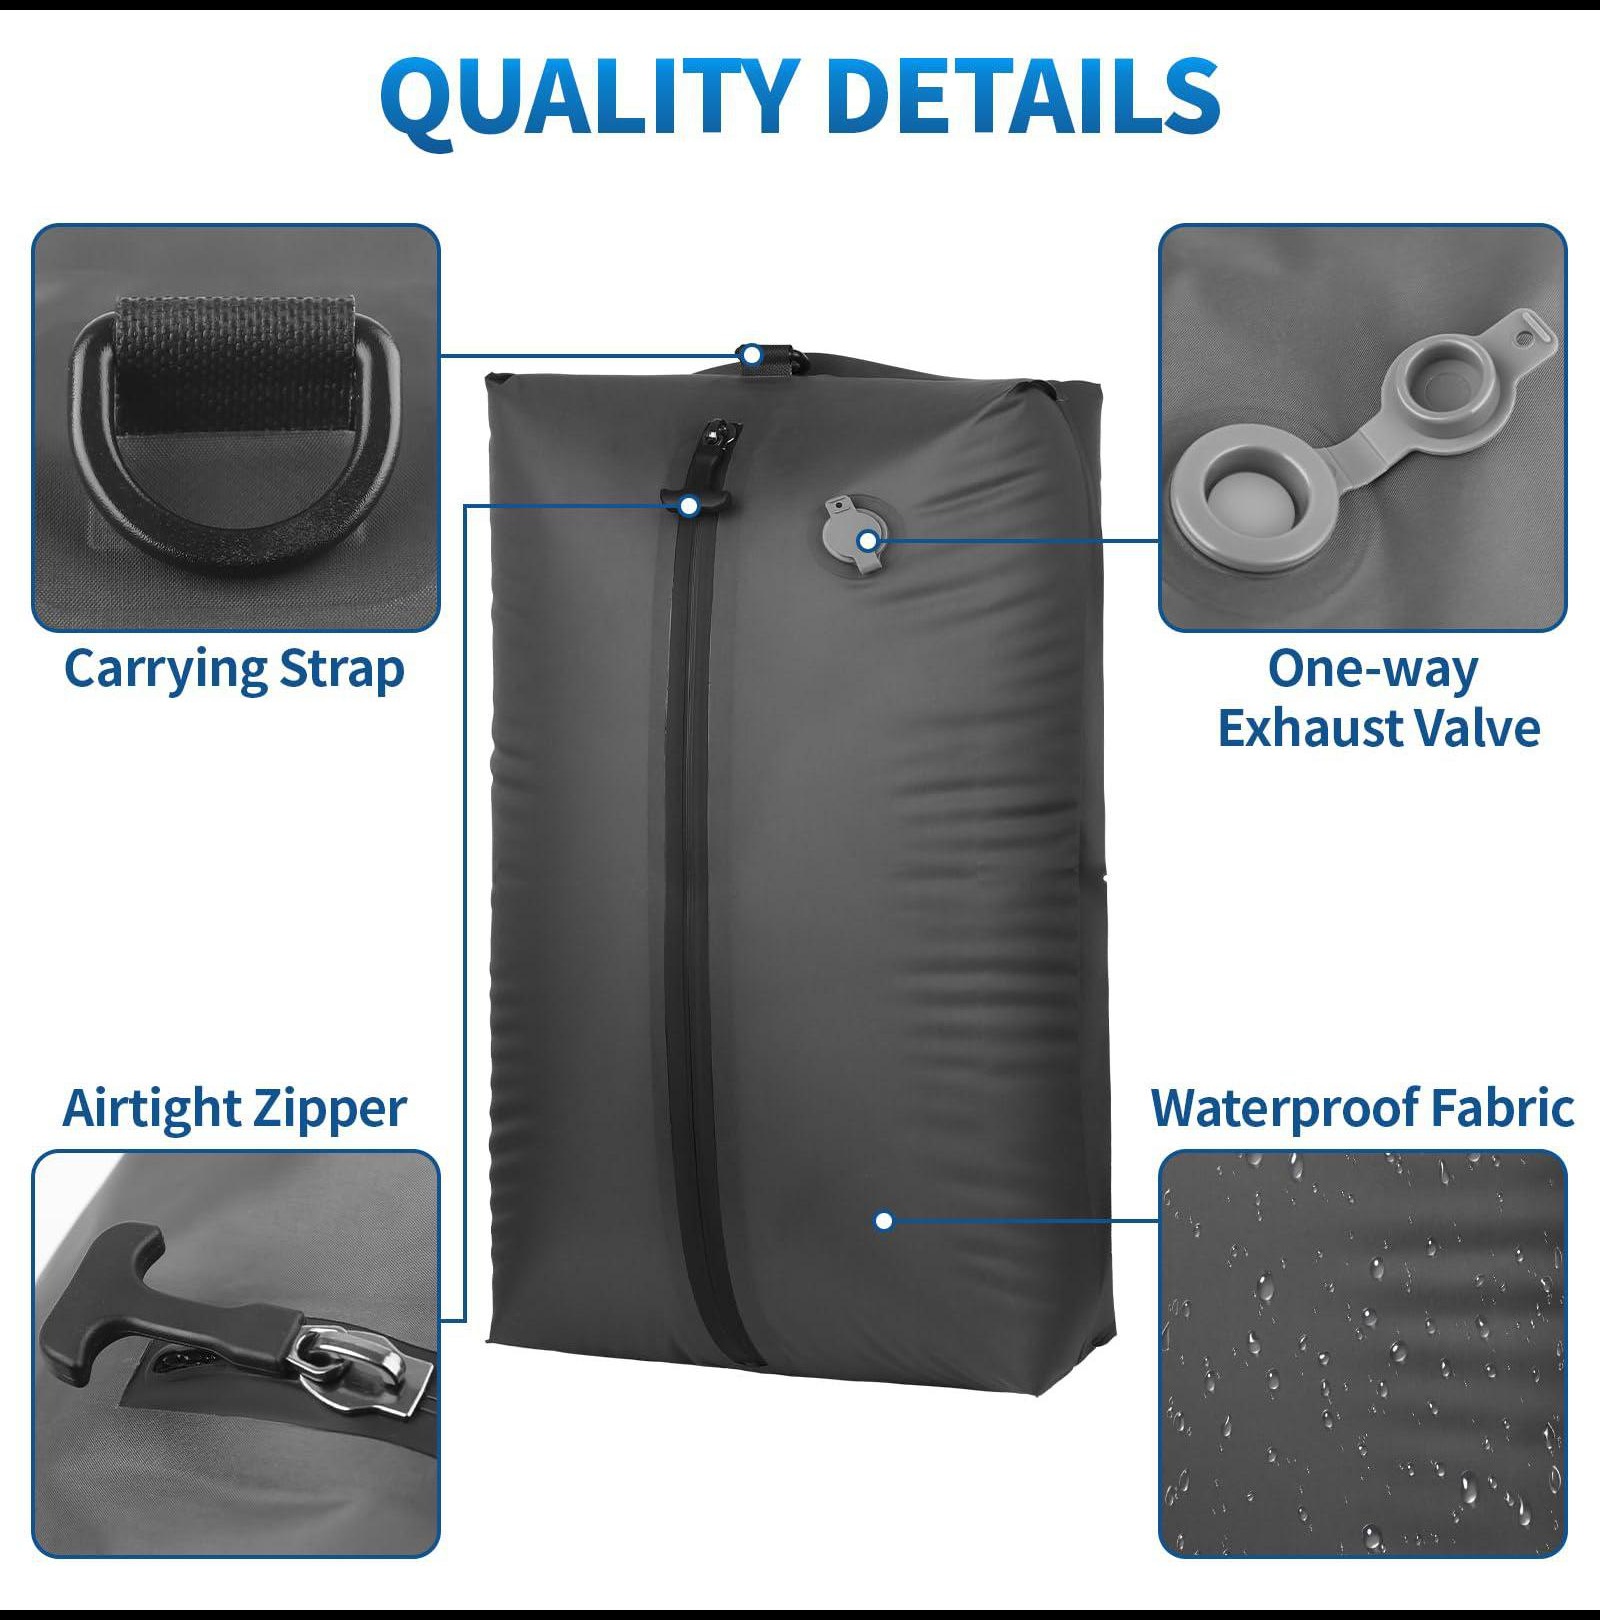 QUALITY DETAILS
Carrying Strap
One-way
Exhaust Valve
Airtight Zipper
Waterproof Fabric